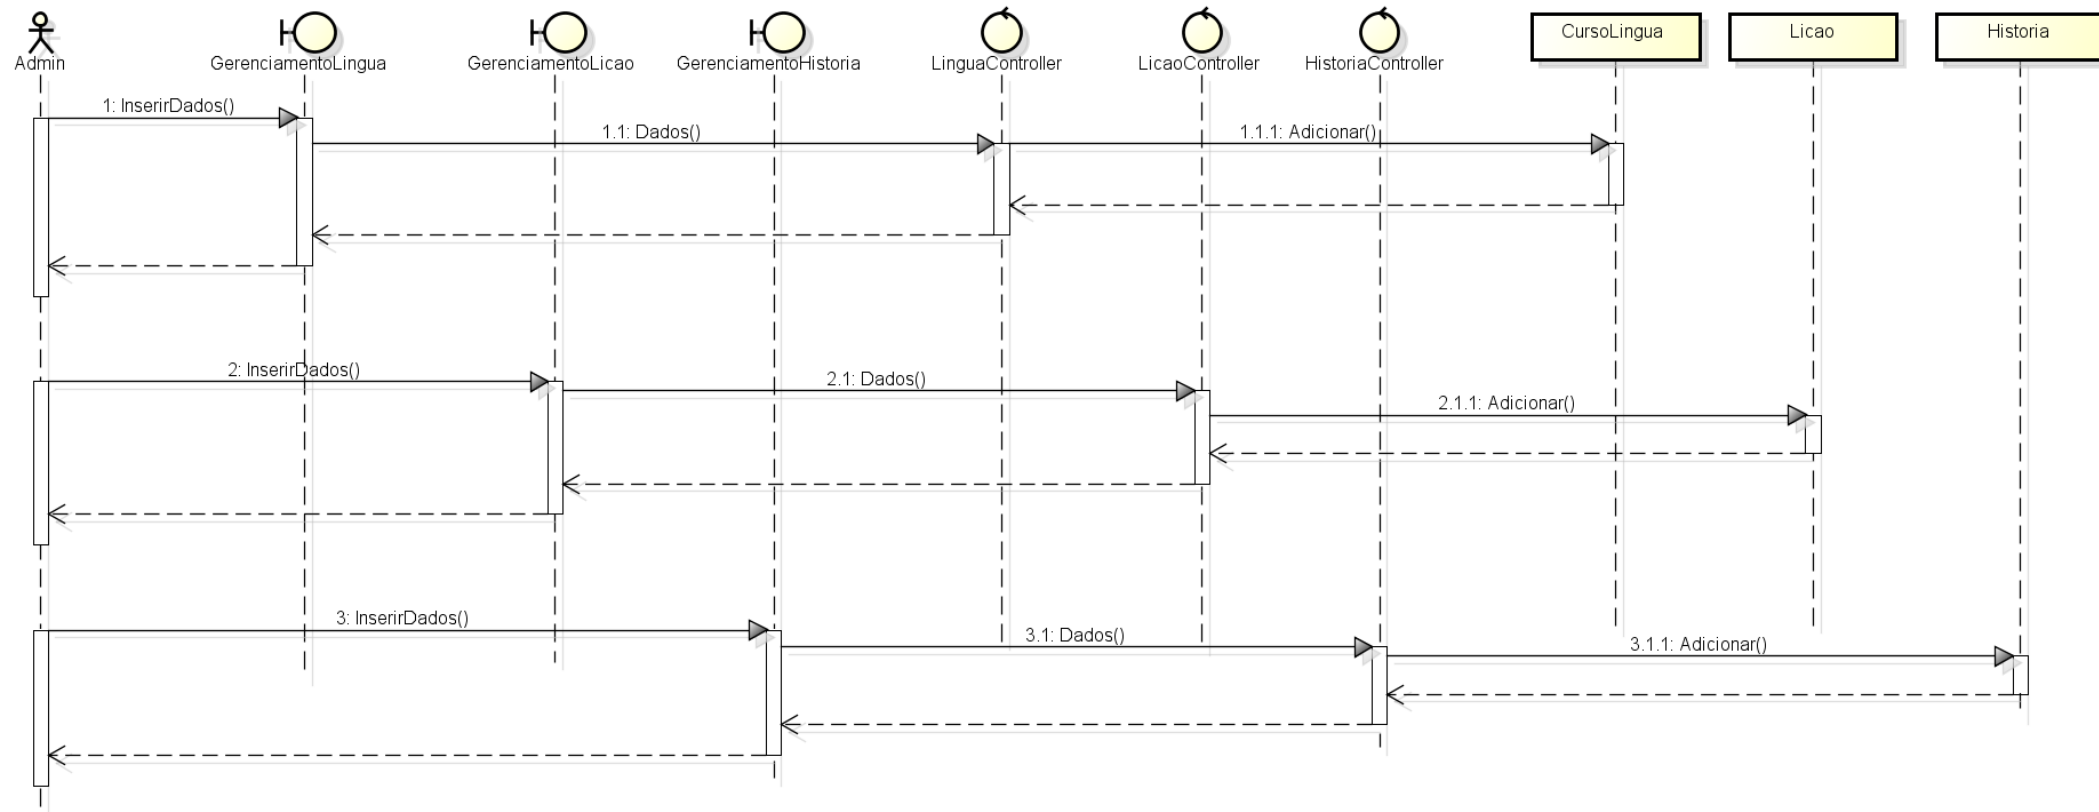 Admin
GerenciamentoLingua
GerenciamentoLicao
GerenciamentoHistoria
LinguaController
LicaoController
HistoriaController
CursoLingua
Licao
Historia
1: InserirDados()
1.1: Dados()
1.1.1: Adicionar()
2: InserirDados()
2.1: Dados()
2.1.1: Adicionar()
3: InserirDados()
3.1: Dados()
3.1.1: Adicionar()